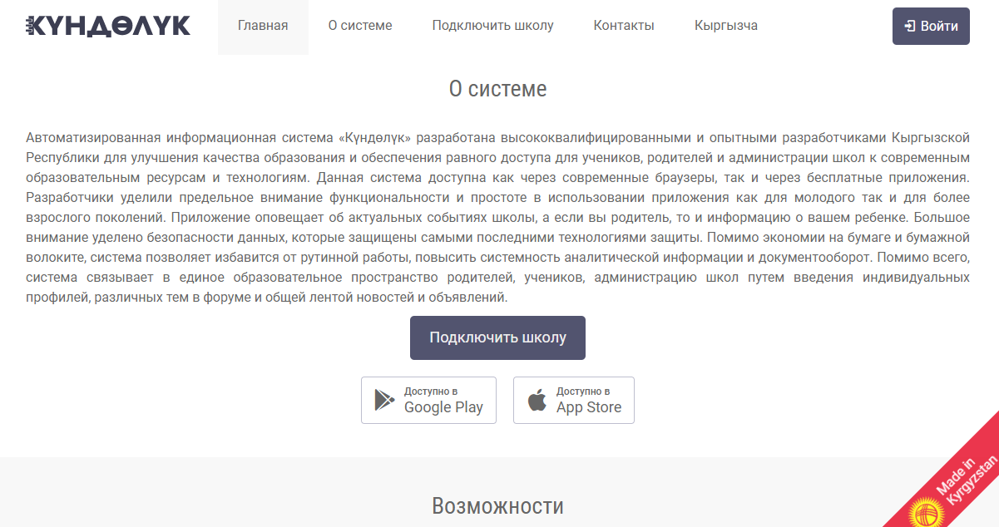 КҮНДӨЛҮК
Главная
О системе
Подключить школу
Контакты
Кыргызча
Войти
О системе
Автоматизированная информационная система «Күндөлүк» разработана высококвалифицированными и опытными разработчиками Кыргызской
Республики для улучшения качества образования и обеспечения равного доступа для учеников, родителей и администрации школ к современным
образовательным ресурсам и технологиям. Данная система доступна как через современные браузеры, так и через бесплатные приложения.
Разработчики уделили предельное внимание функциональности и простоте в использовании приложения как для молодого так и для более
взрослого поколений. Приложение оповещает об актуальных событиях школы, а если вы родитель, то и информацию о вашем ребенке. Большое
внимание уделено безопасности данных, которые защищены самыми последними технологиями защиты. Помимо экономии на бумаге и бумажной
волоките, система позволяет избавится от рутинной работы, повысить системность аналитической информации и документооборот. Помимо всего,
система связывает в единое образовательное пространство родителей, учеников, администрацию школ путем введения индивидуальных
профилей, различных тем в форуме и общей лентой новостей и объявлений.
Подключить школу
Доступно в
Google Play
Доступно в
App Store
Made in
Kyrgyzstan
Возможности